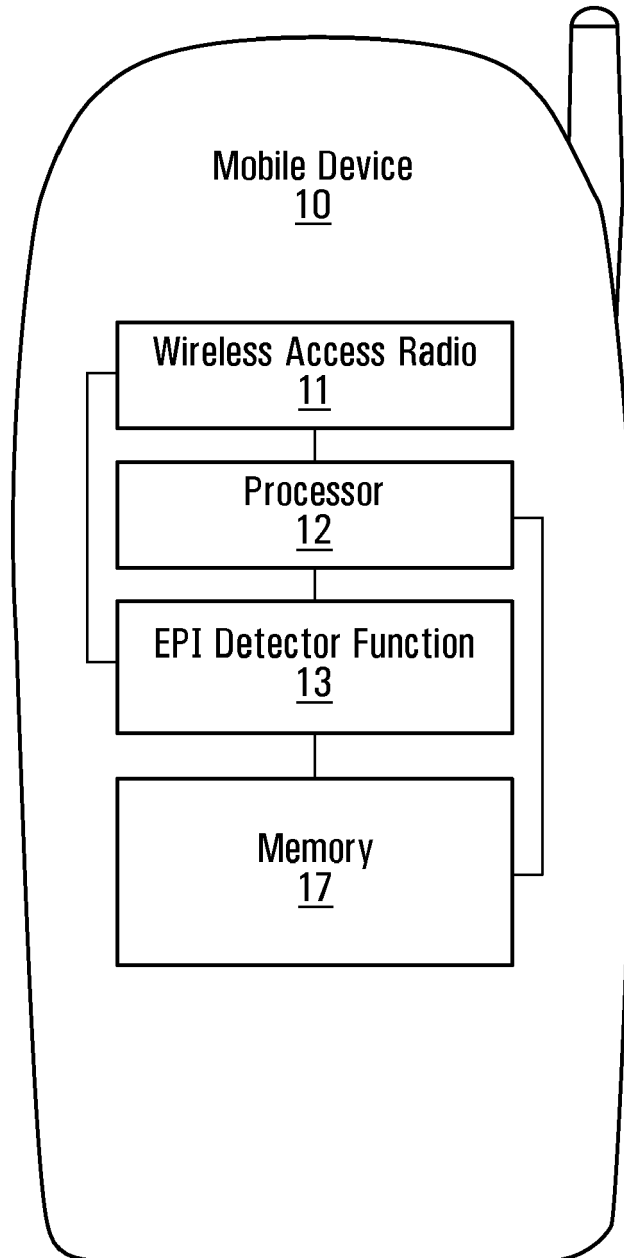 Mobile Device
10
Wireless Access Radio
11
Processor
12
EPI Detector Function
13
Memory
17